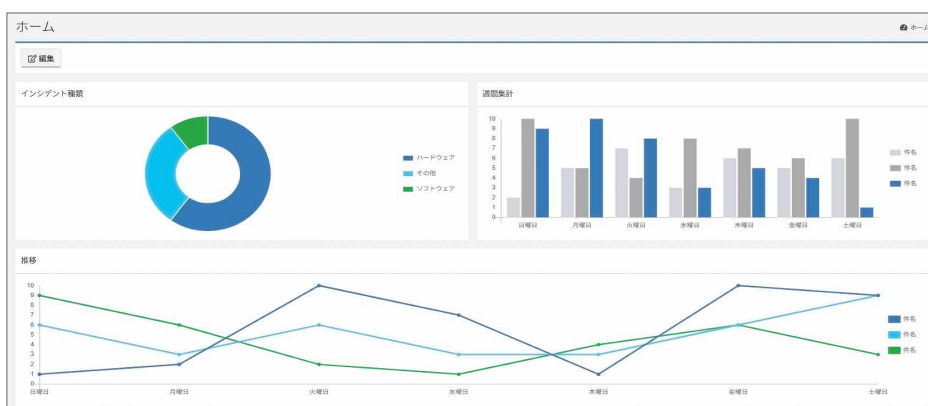 ホーム
ホーム
編集
インシデント種類
ハードウェア
その他
ソフトウェア
週間集計
10
9
8
7
6
5
4
3
2
1
0
日曜日 月曜日 火曜日 水曜日 木曜日 金曜日 土曜日
件名
件名
件名
推移
10
9
8
7
6
5
4
3
2
1
0
日曜日 月曜日 火曜日 水曜日 木曜日 金曜日 土曜日
件名
件名
件名